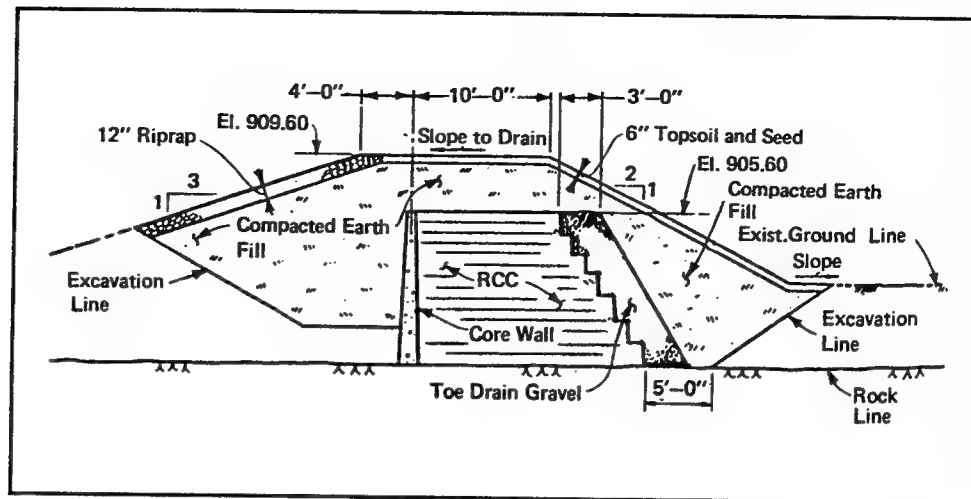 4'–0"
10'–0"
3'–0"
El. 909.60
12" Riprap
Slope to Drain
6" Topsoil and Seed
El. 905.60
3
1
2
1
Compacted Earth
Fill
Compacted Earth
Fill
Exist.Ground Line
Slope
Excavation
Line
RCC
Core Wall
Excavation
Line
Toe Drain Gravel
5'–0"
Rock
Line